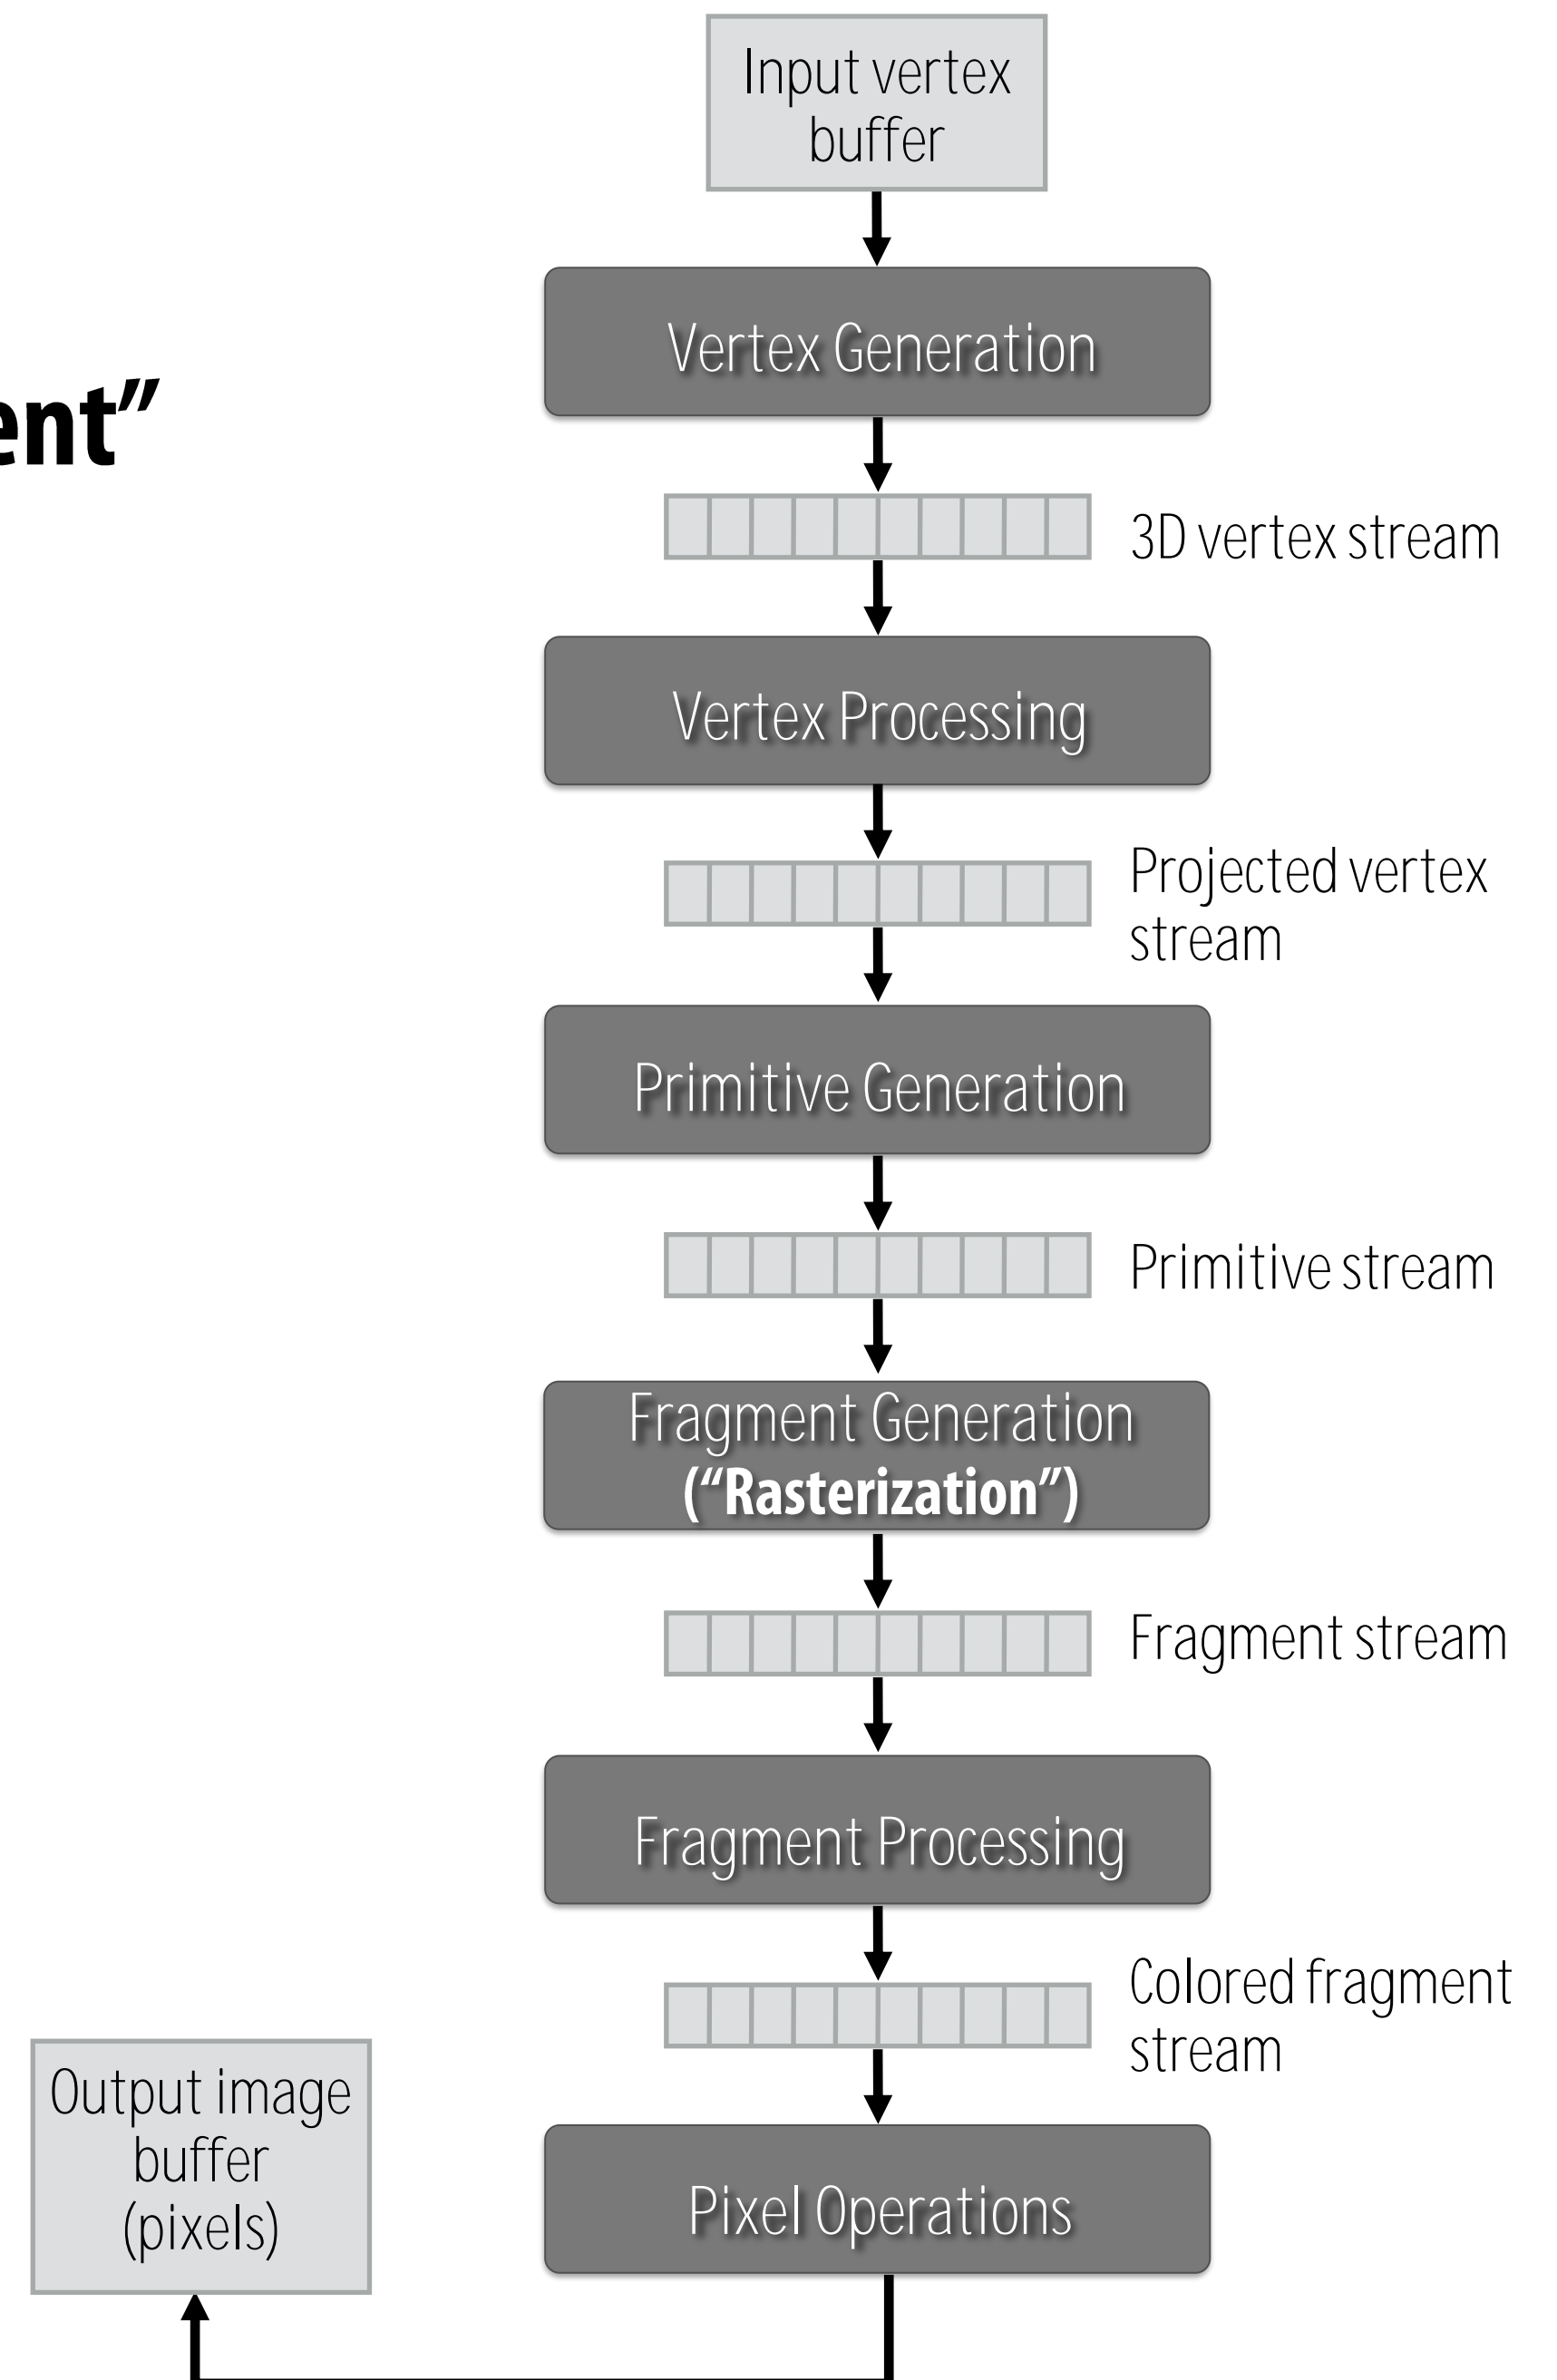 Input vertex
buffer
Vertex Generation
ent”
3D vertex stream
Vertex Processing
Projected vertex
stream
Primitive Generation
Primitive stream
Fragment Generation
(“Rasterization”)
Fragment stream
Fragment Processing
Colored fragment
stream
Pixel Operations
Output image
buffer
(pixels)